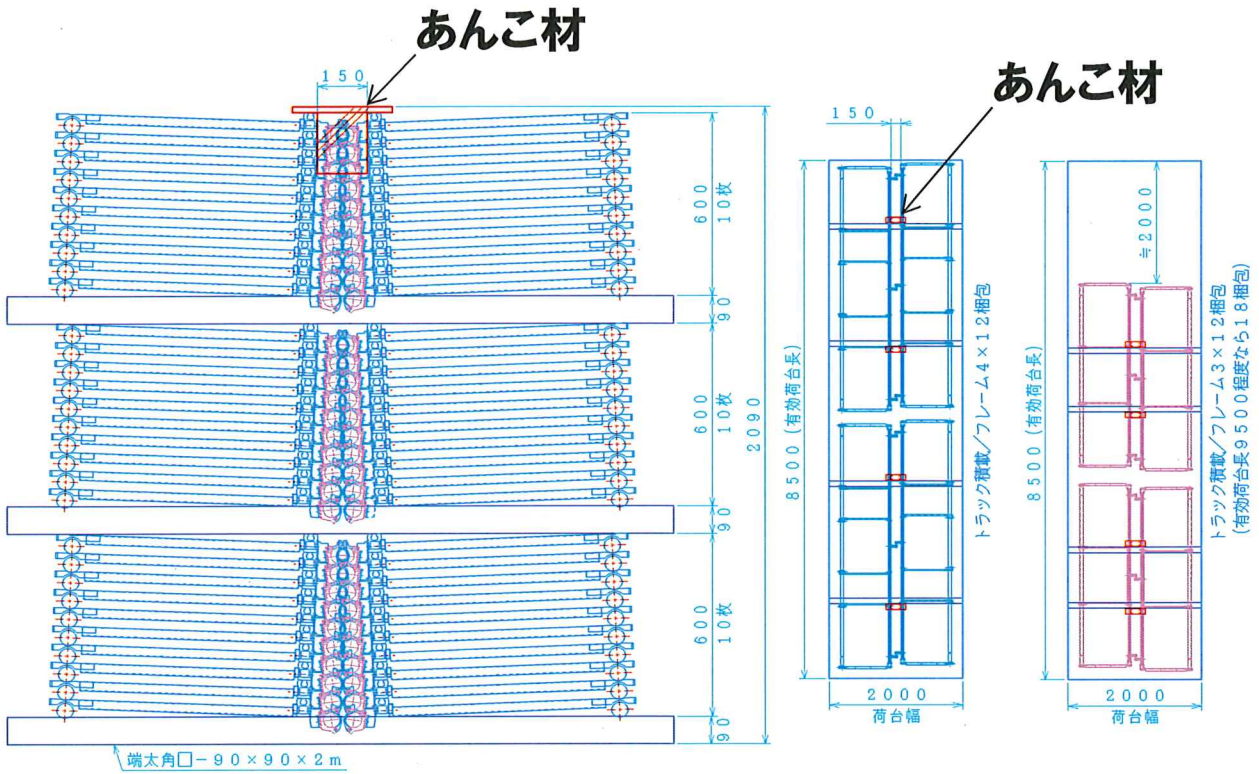 あんこ材
150
600
10枚
90
600
10枚
90
600
10枚
90
2090
端太角□-90×90×2m
あんこ材
150
8500(有効荷台長)
2000
荷台幅
トラック積載/フレーム4×12梱包
8500(有効荷台長)
≒2000
2000
荷台幅
トラック積載/フレーム3×12梱包
(有効荷台長9500程度なら18梱包)